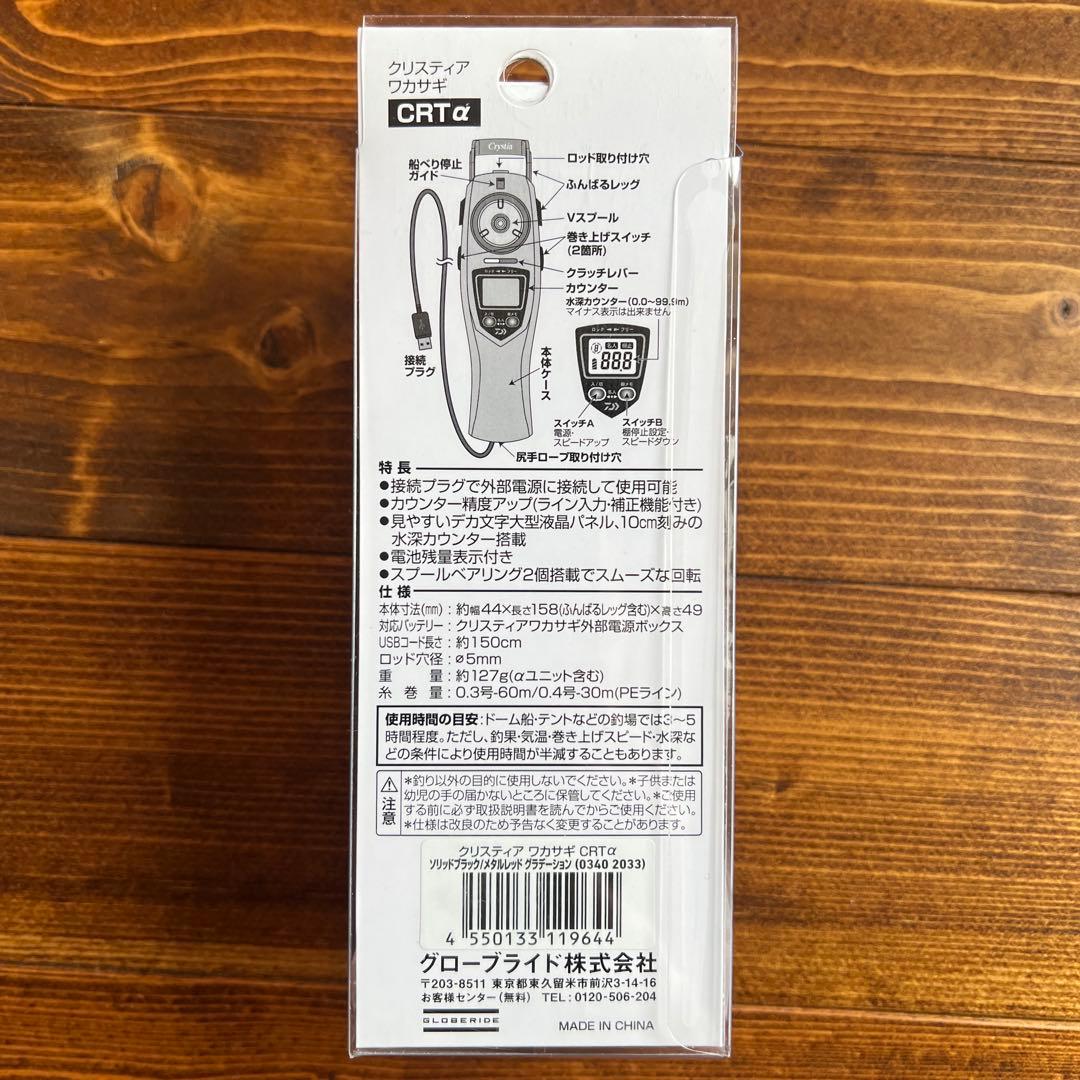 クリスティア
ワカサギ
CRTα
Crystia
船べり停止
ガイド
ロッド取り付け穴
ふんばるレッグ
Vスプール
巻き上げスイッチ
(2箇所)
クラッチレバー
カウンター
水深カウンター(0.0〜99.9m)
マイナス表示は出来ません
ロック ◀━▶ フリー
ロック ◀━▶ フリー
接続
プラグ
本体ケース
88.8
スイッチA
電源・
スピードアップ
スイッチB
棚停止設定・
スピードダウン
尻手ロープ取り付け穴
特長
●接続プラグで外部電源に接続して使用可能
●カウンター精度アップ(ライン入力・補正機能付き)
●見やすいデカ文字大型液晶パネル、10cm刻みの
水深カウンター搭載
●電池残量表示付き
●スプールベアリング2個搭載でスムーズな回転
仕様
本体寸法(mm):約幅44×長さ158(ふんばるレッグ含む)×高さ49
対応バッテリー:クリスティアワカサギ外部電源ボックス
USBコード長さ:約150cm
ロッド穴径:ø5mm
重量:約127g(αユニット含む)
糸巻量:0.3号-60m/0.4号-30m(PEライン)
使用時間の目安:ドーム船・テントなどの釣場では3〜5
時間程度。ただし、釣果・気温・巻き上げスピード・水深な
どの条件により使用時間が半減することもあります。
注意
＊釣り以外の目的に使用しないでください。＊子供または
幼児の手の届かないところに保管してください。＊ご使用
する前に必ず取扱説明書を読んでからご使用ください。
＊仕様は改良のため予告なく変更することがあります。
クリスティア ワカサギ CRTα
ソリッドブラック/メタルレッド グラデーション (0340 2033)
4 550133 119644
グローブライド株式会社
〒203-8511 東京都東久留米市前沢3-14-16
お客様センター(無料) TEL:0120-506-204
GLOBERIDE
MADE IN CHINA